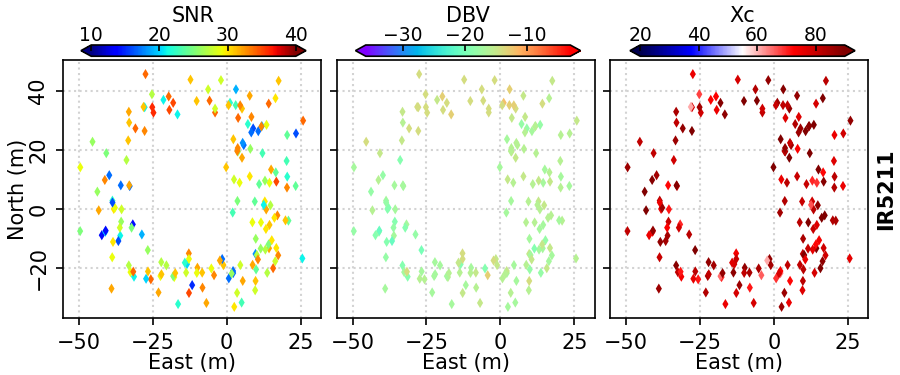 SNR
DBV
Xc
10 20 30 40
−30 −20 −10
20 40 60 80
North (m)
40
20
0
−20
−50 −25 0 25
−50 −25 0 25
−50 −25 0 25
East (m)
East (m)
East (m)
IR5211